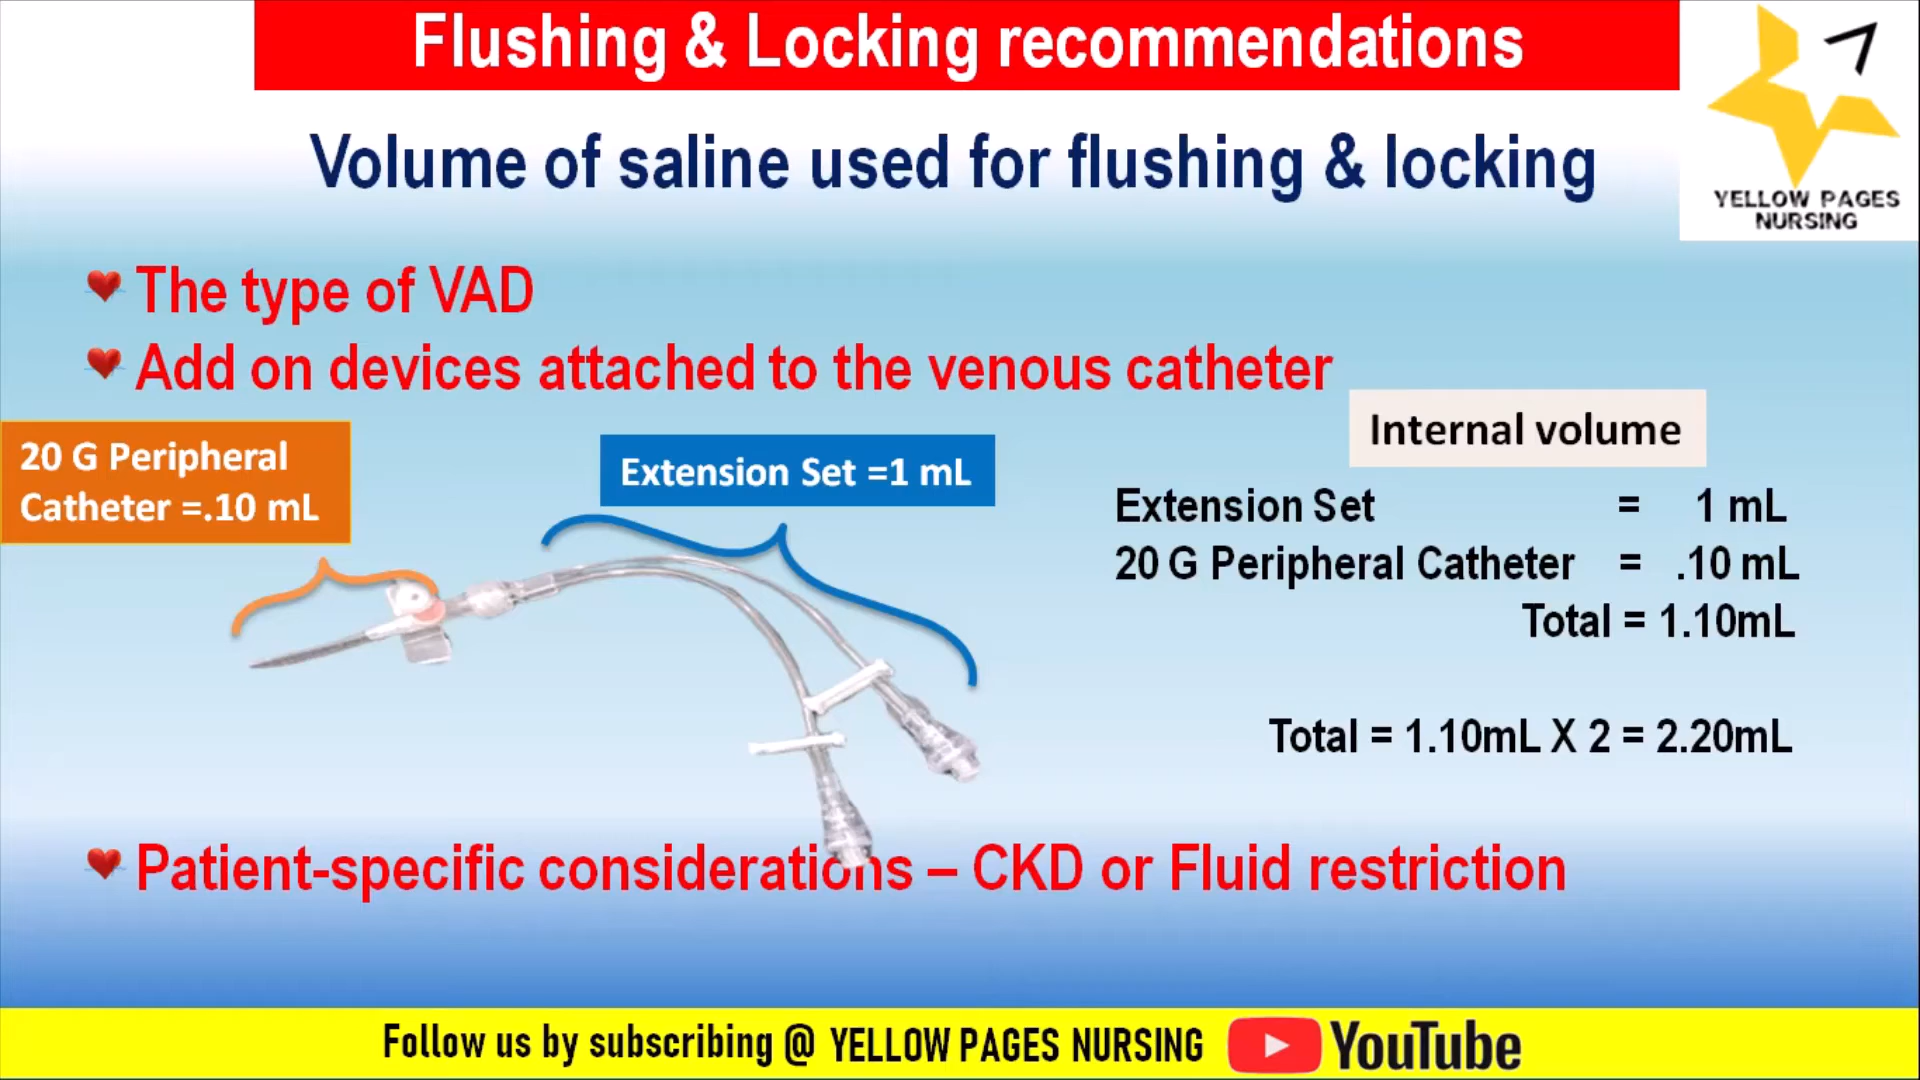 Flushing & Locking recommendations
YELLOW PAGES
NURSING
Volume of saline used for flushing & locking
The type of VAD
Add on devices attached to the venous catheter
20 G Peripheral
Catheter =.10 mL
Extension Set =1 mL
Internal volume
Extension Set = 1 mL
20 G Peripheral Catheter = .10 mL
Total = 1.10mL
Total = 1.10mL X 2 = 2.20mL
Patient-specific considerations – CKD or Fluid restriction
Follow us by subscribing @ YELLOW PAGES NURSING YouTube